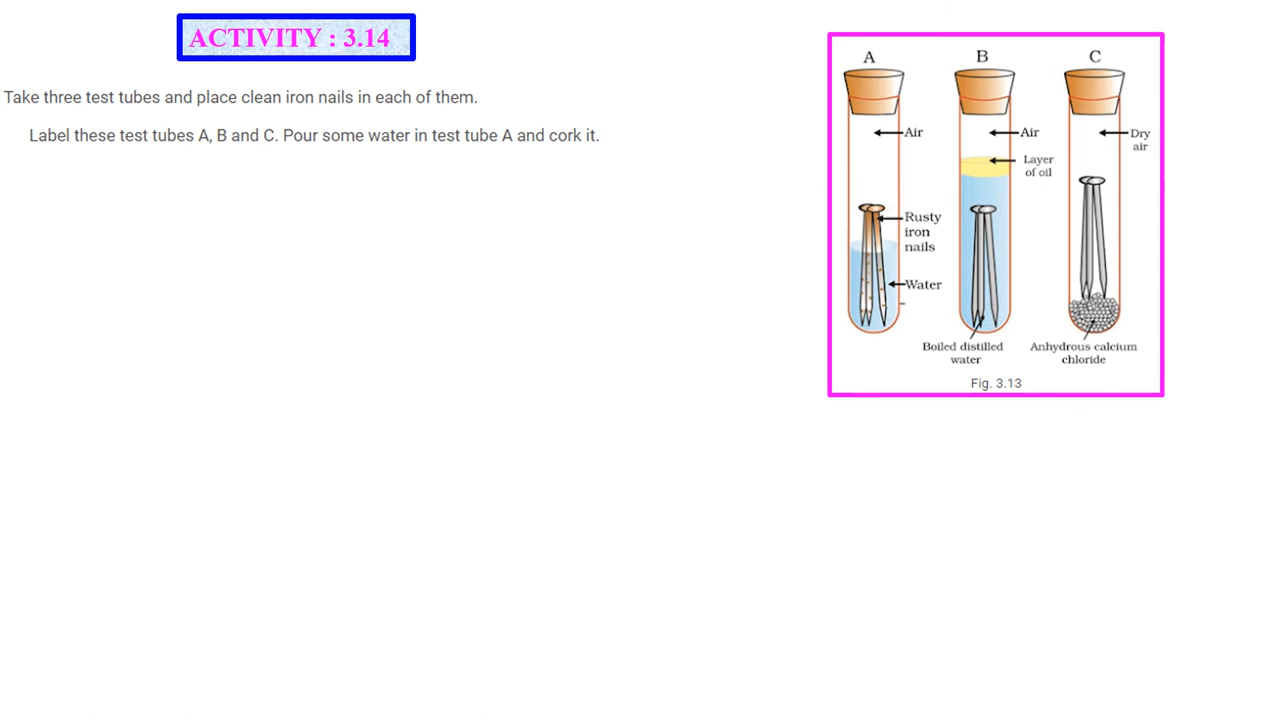 ACTIVITY : 3.14
Take three test tubes and place clean iron nails in each of them.
Label these test tubes A, B and C. Pour some water in test tube A and cork it.
A
B
C
Air
Air
Dry
air
Layer
of oil
Rusty
iron
nails
Water
Boiled distilled
water
Anhydrous calcium
chloride
Fig. 3.13